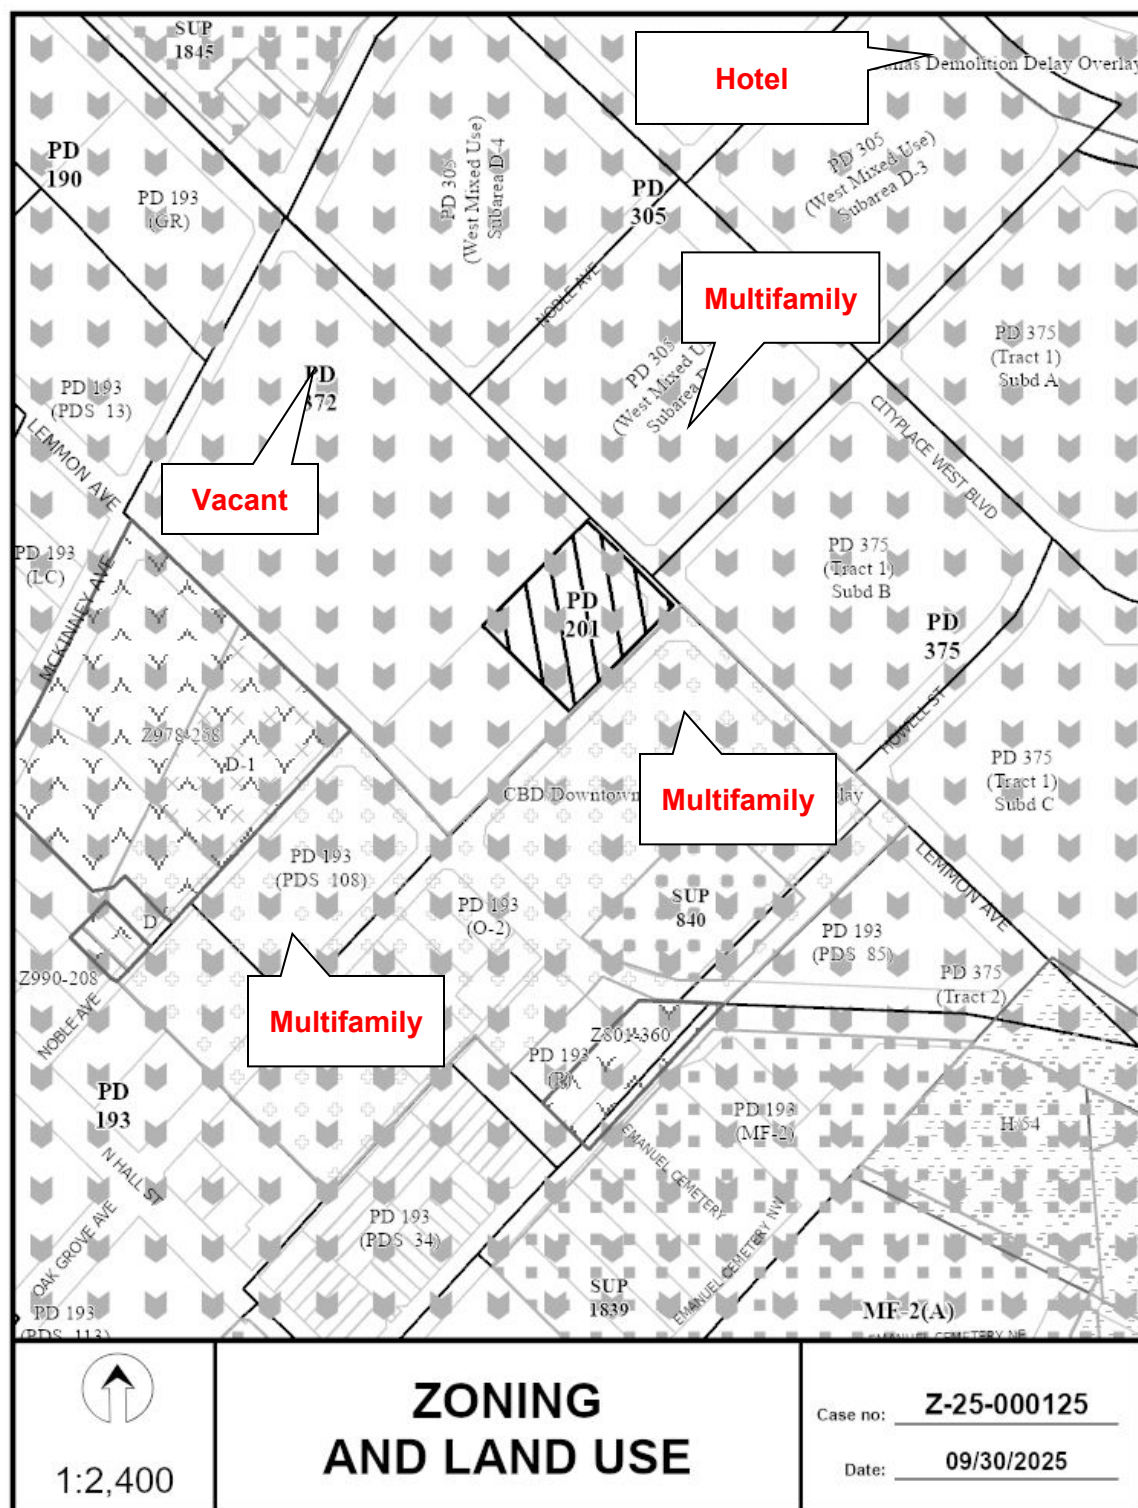 SUP
1845
Hotel
allas Demolition Delay Overlay
PD
190
PD 193
(GR)
PD 305
(West Mixed Use)
Subarea D-4
PD
305
PD 305
(West Mixed Use)
Subarea D-3
NOBLE AVE
Multifamily
PD 305
(West Mixed U
Subarea D
PD 375
(Tract 1)
Subd A
PD
372
PD 193
(PDS 13)
LEMMON AVE
CITYPLACE WEST BLVD
Vacant
PD 193
(LC)
MCKINNEY AVE
PD 375
(Tract 1)
Subd B
PD
201
PD
375
HOWELL ST
Z978-258
D-1
PD 375
(Tract 1)
Subd C
CBD Downtown
lay
Multifamily
PD 193
(PDS 108)
PD 193
(O-2)
SUP
840
LEMMON AVE
D
PD 193
(PDS 85)
Z990-208
PD 375
(Tract 2)
NOBLE AVE
Multifamily
Z801-360
PD 193
PD
193
PD 193
(MF-2)
H 54
EMANUEL CEMETERY
N HALL ST
PD 193
(PDS 34)
OAK GROVE AVE
EMANUEL CEMETERY NW
SUP
1839
MF-2(A)
PD 193
(PDS 113)
EMANUEL CEMETERY NE
1:2,400
ZONING
AND LAND USE
Case no: Z-25-000125
Date: 09/30/2025